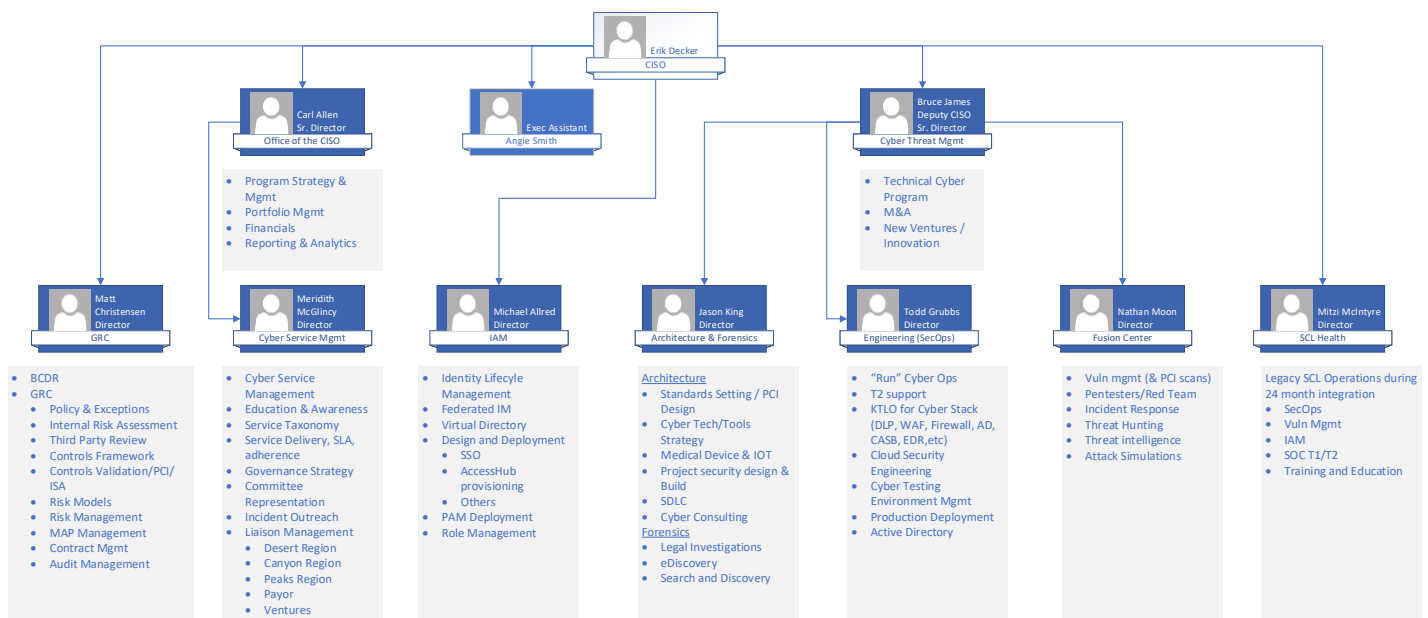 Erik Decker
CISO
Carl Allen
Sr. Director
Office of the CISO
Exec Assistant
Angie Smith
Bruce James
Deputy CISO
Sr. Director
Cyber Threat Mgmt
• Program Strategy &
Mgmt
• Portfolio Mgmt
• Financials
• Reporting & Analytics
• Technical Cyber
Program
• M&A
• New Ventures /
Innovation
Matt
Christensen
Director
GRC
Meridith
McGlincy
Director
Cyber Service Mgmt
Michael Allred
Director
IAM
Jason King
Director
Architecture & Forensics
Todd Grubbs
Director
Engineering (SecOps)
Nathan Moon
Director
Fusion Center
Mitzi McIntyre
Director
SCL Health
• BCDR
• GRC
• Policy & Exceptions
• Internal Risk Assessment
• Third Party Review
• Controls Framework
• Controls Validation/PCI/
ISA
• Risk Models
• Risk Management
• MAP Management
• Contract Mgmt
• Audit Management
• Cyber Service
Management
• Education & Awareness
• Service Taxonomy
• Service Delivery, SLA,
adherence
• Governance Strategy
• Committee
Representation
• Incident Outreach
• Liaison Management
• Desert Region
• Canyon Region
• Peaks Region
• Payor
• Ventures
• Identity Lifecyle
Management
• Federated IM
• Virtual Directory
• Design and Deployment
• SSO
• AccessHub
provisioning
• Others
• PAM Deployment
• Role Management
Architecture
• Standards Setting / PCI
Design
• Cyber Tech/Tools
Strategy
• Medical Device & IOT
• Project security design &
Build
• SDLC
• Cyber Consulting
Forensics
• Legal Investigations
• eDiscovery
• Search and Discovery
• “Run” Cyber Ops
• T2 support
• KTLO for Cyber Stack
(DLP, WAF, Firewall, AD,
CASB, EDR,etc)
• Cloud Security
Engineering
• Cyber Testing
Environment Mgmt
• Production Deployment
• Active Directory
• Vuln mgmt (& PCI scans)
• Pentesters/Red Team
• Incident Response
• Threat Hunting
• Threat intelligence
• Attack Simulations
Legacy SCL Operations during
24 month integration
• SecOps
• Vuln Mgmt
• IAM
• SOC T1/T2
• Training and Education